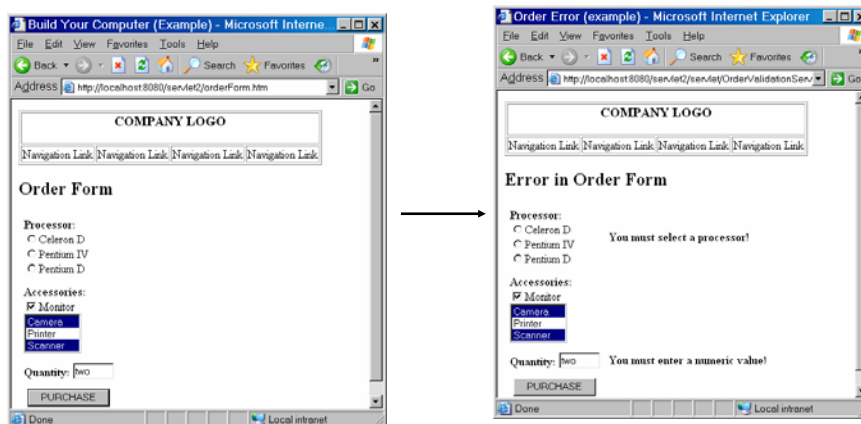 Build Your Computer (Example) - Microsoft Interne...
File Edit View Favorites Tools Help
Back Search Favorites »
Address http://localhost:8080/servlet2/orderForm.htm Go
COMPANY LOGO
Navigation Link Navigation Link Navigation Link Navigation Link
Order Form
Processor:
Celeron D
Pentium IV
Pentium D
Accessories:
Monitor
Camera
Printer
Scanner
Quantity: two
PURCHASE
Done Local intranet
Order Error (example) - Microsoft Internet Explorer
File Edit View Favorites Tools Help
Back Search Favorites
Address http://localhost:8080/servlet2/servlet/OrderValidationServ Go
COMPANY LOGO
Navigation Link Navigation Link Navigation Link Navigation Link
Error in Order Form
Processor:
Celeron D
Pentium IV You must select a processor!
Pentium D
Accessories:
Monitor
Camera
Printer
Scanner
Quantity: two You must enter a numeric value!
PURCHASE
Done Local intranet